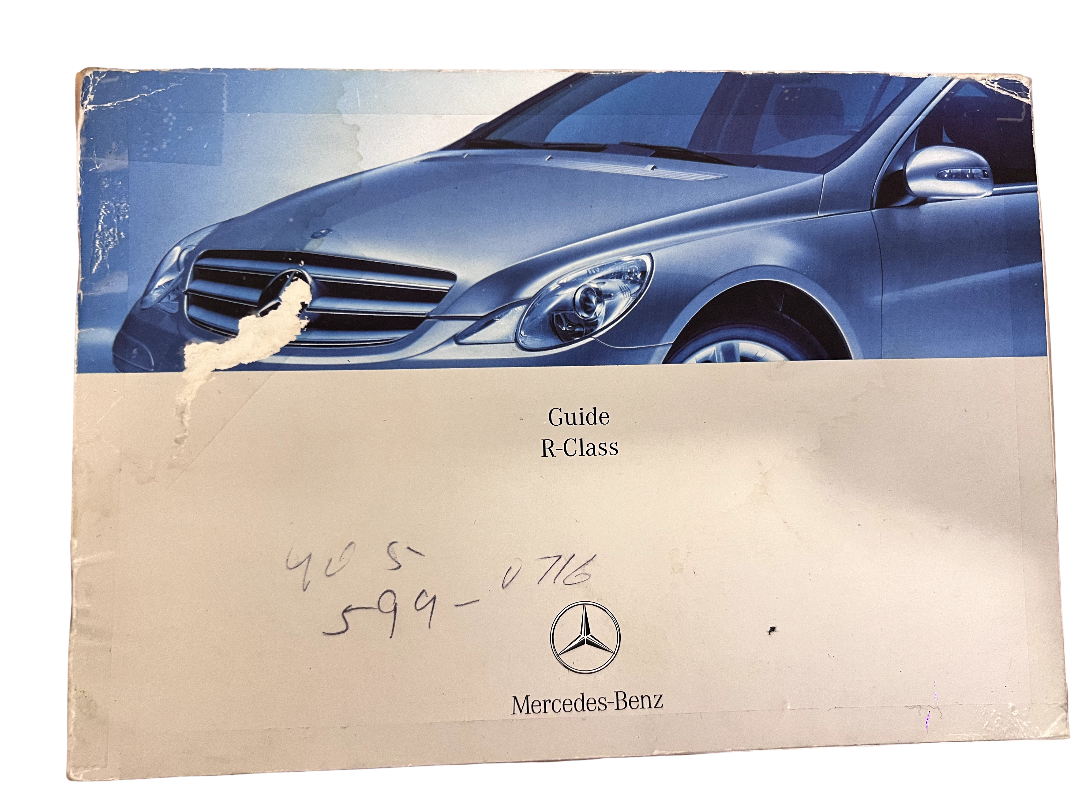 Guide
R-Class
405
599-0716
Mercedes-Benz